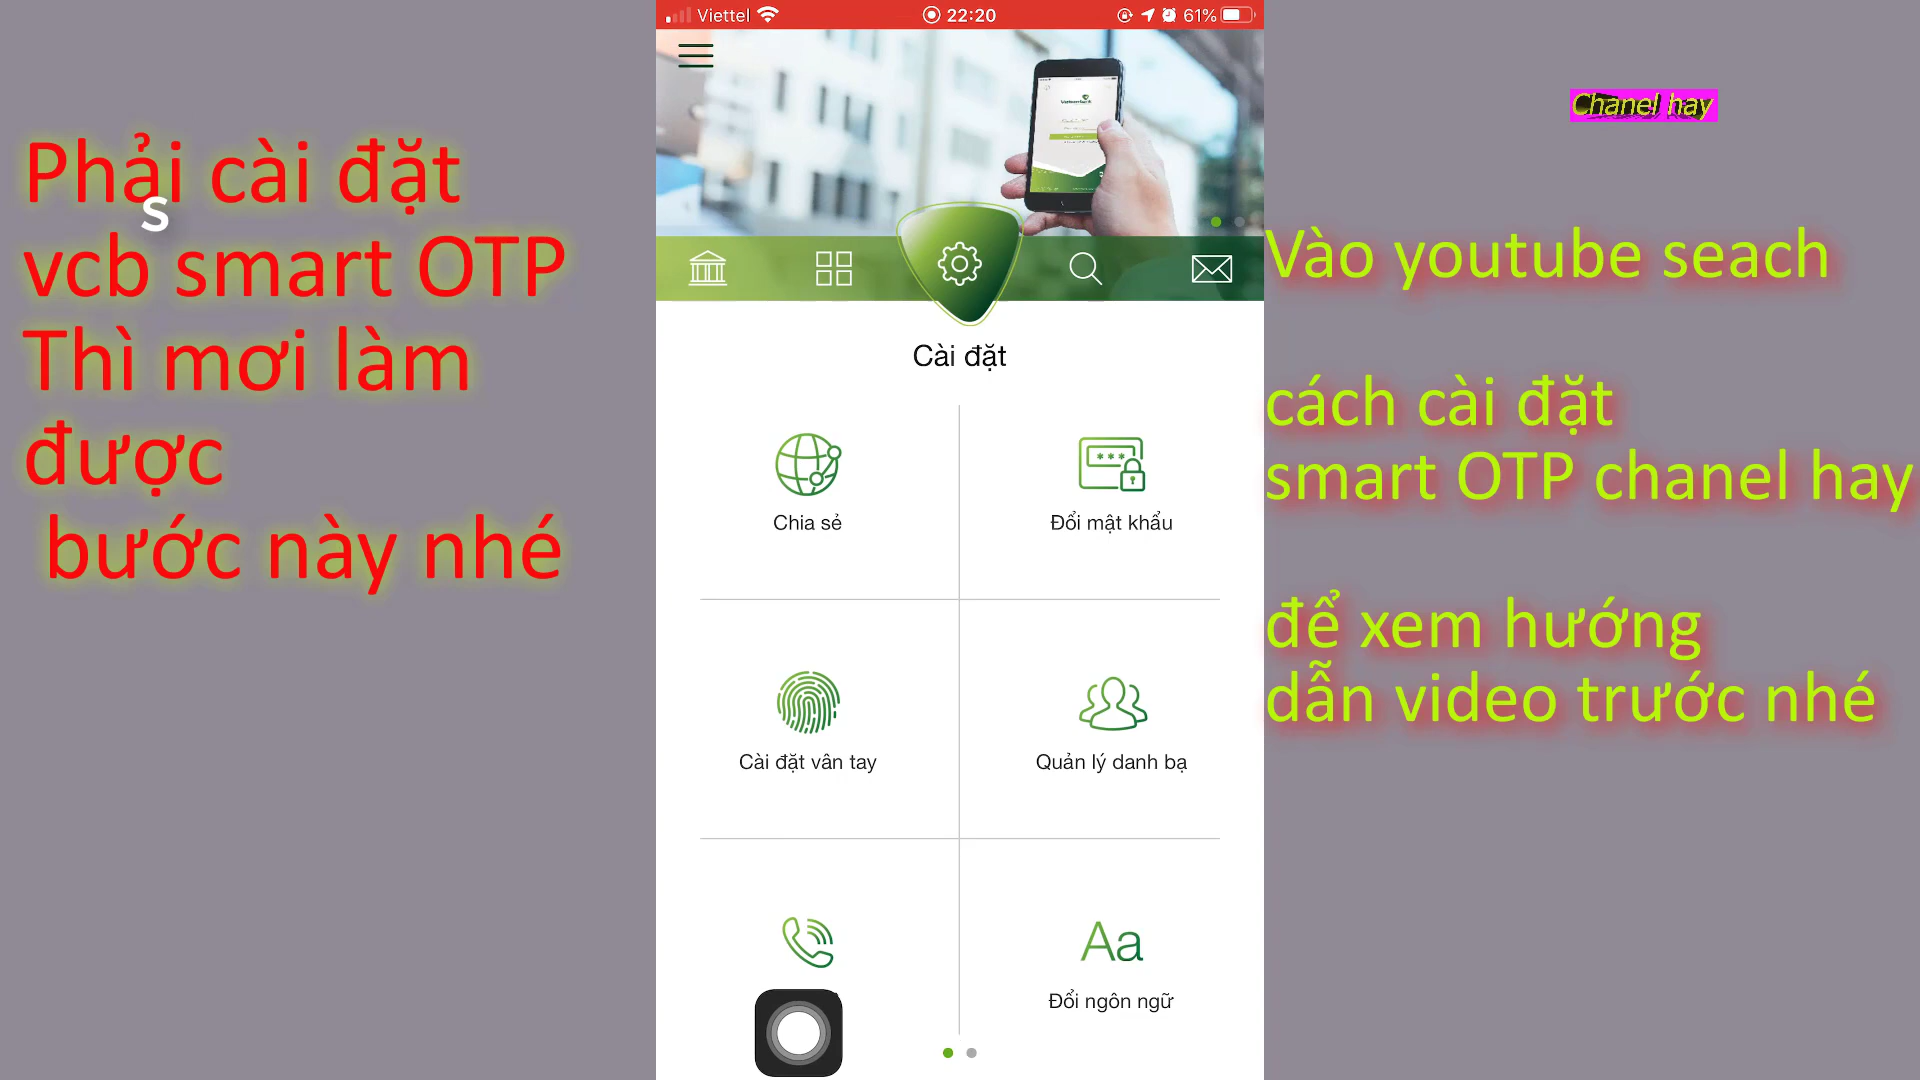 Phải cài đặt
s
vcb smart OTP
Thì mơi làm
được
bước này nhé
Viettel
22:20
61%
Cài đặt
Chia sẻ
Đổi mật khẩu
Cài đặt vân tay
Quản lý danh bạ
Aa
Đổi ngôn ngữ
Chanel hay
Vào youtube seach
cách cài đặt
smart OTP chanel hay
để xem hướng
dẫn video trước nhé